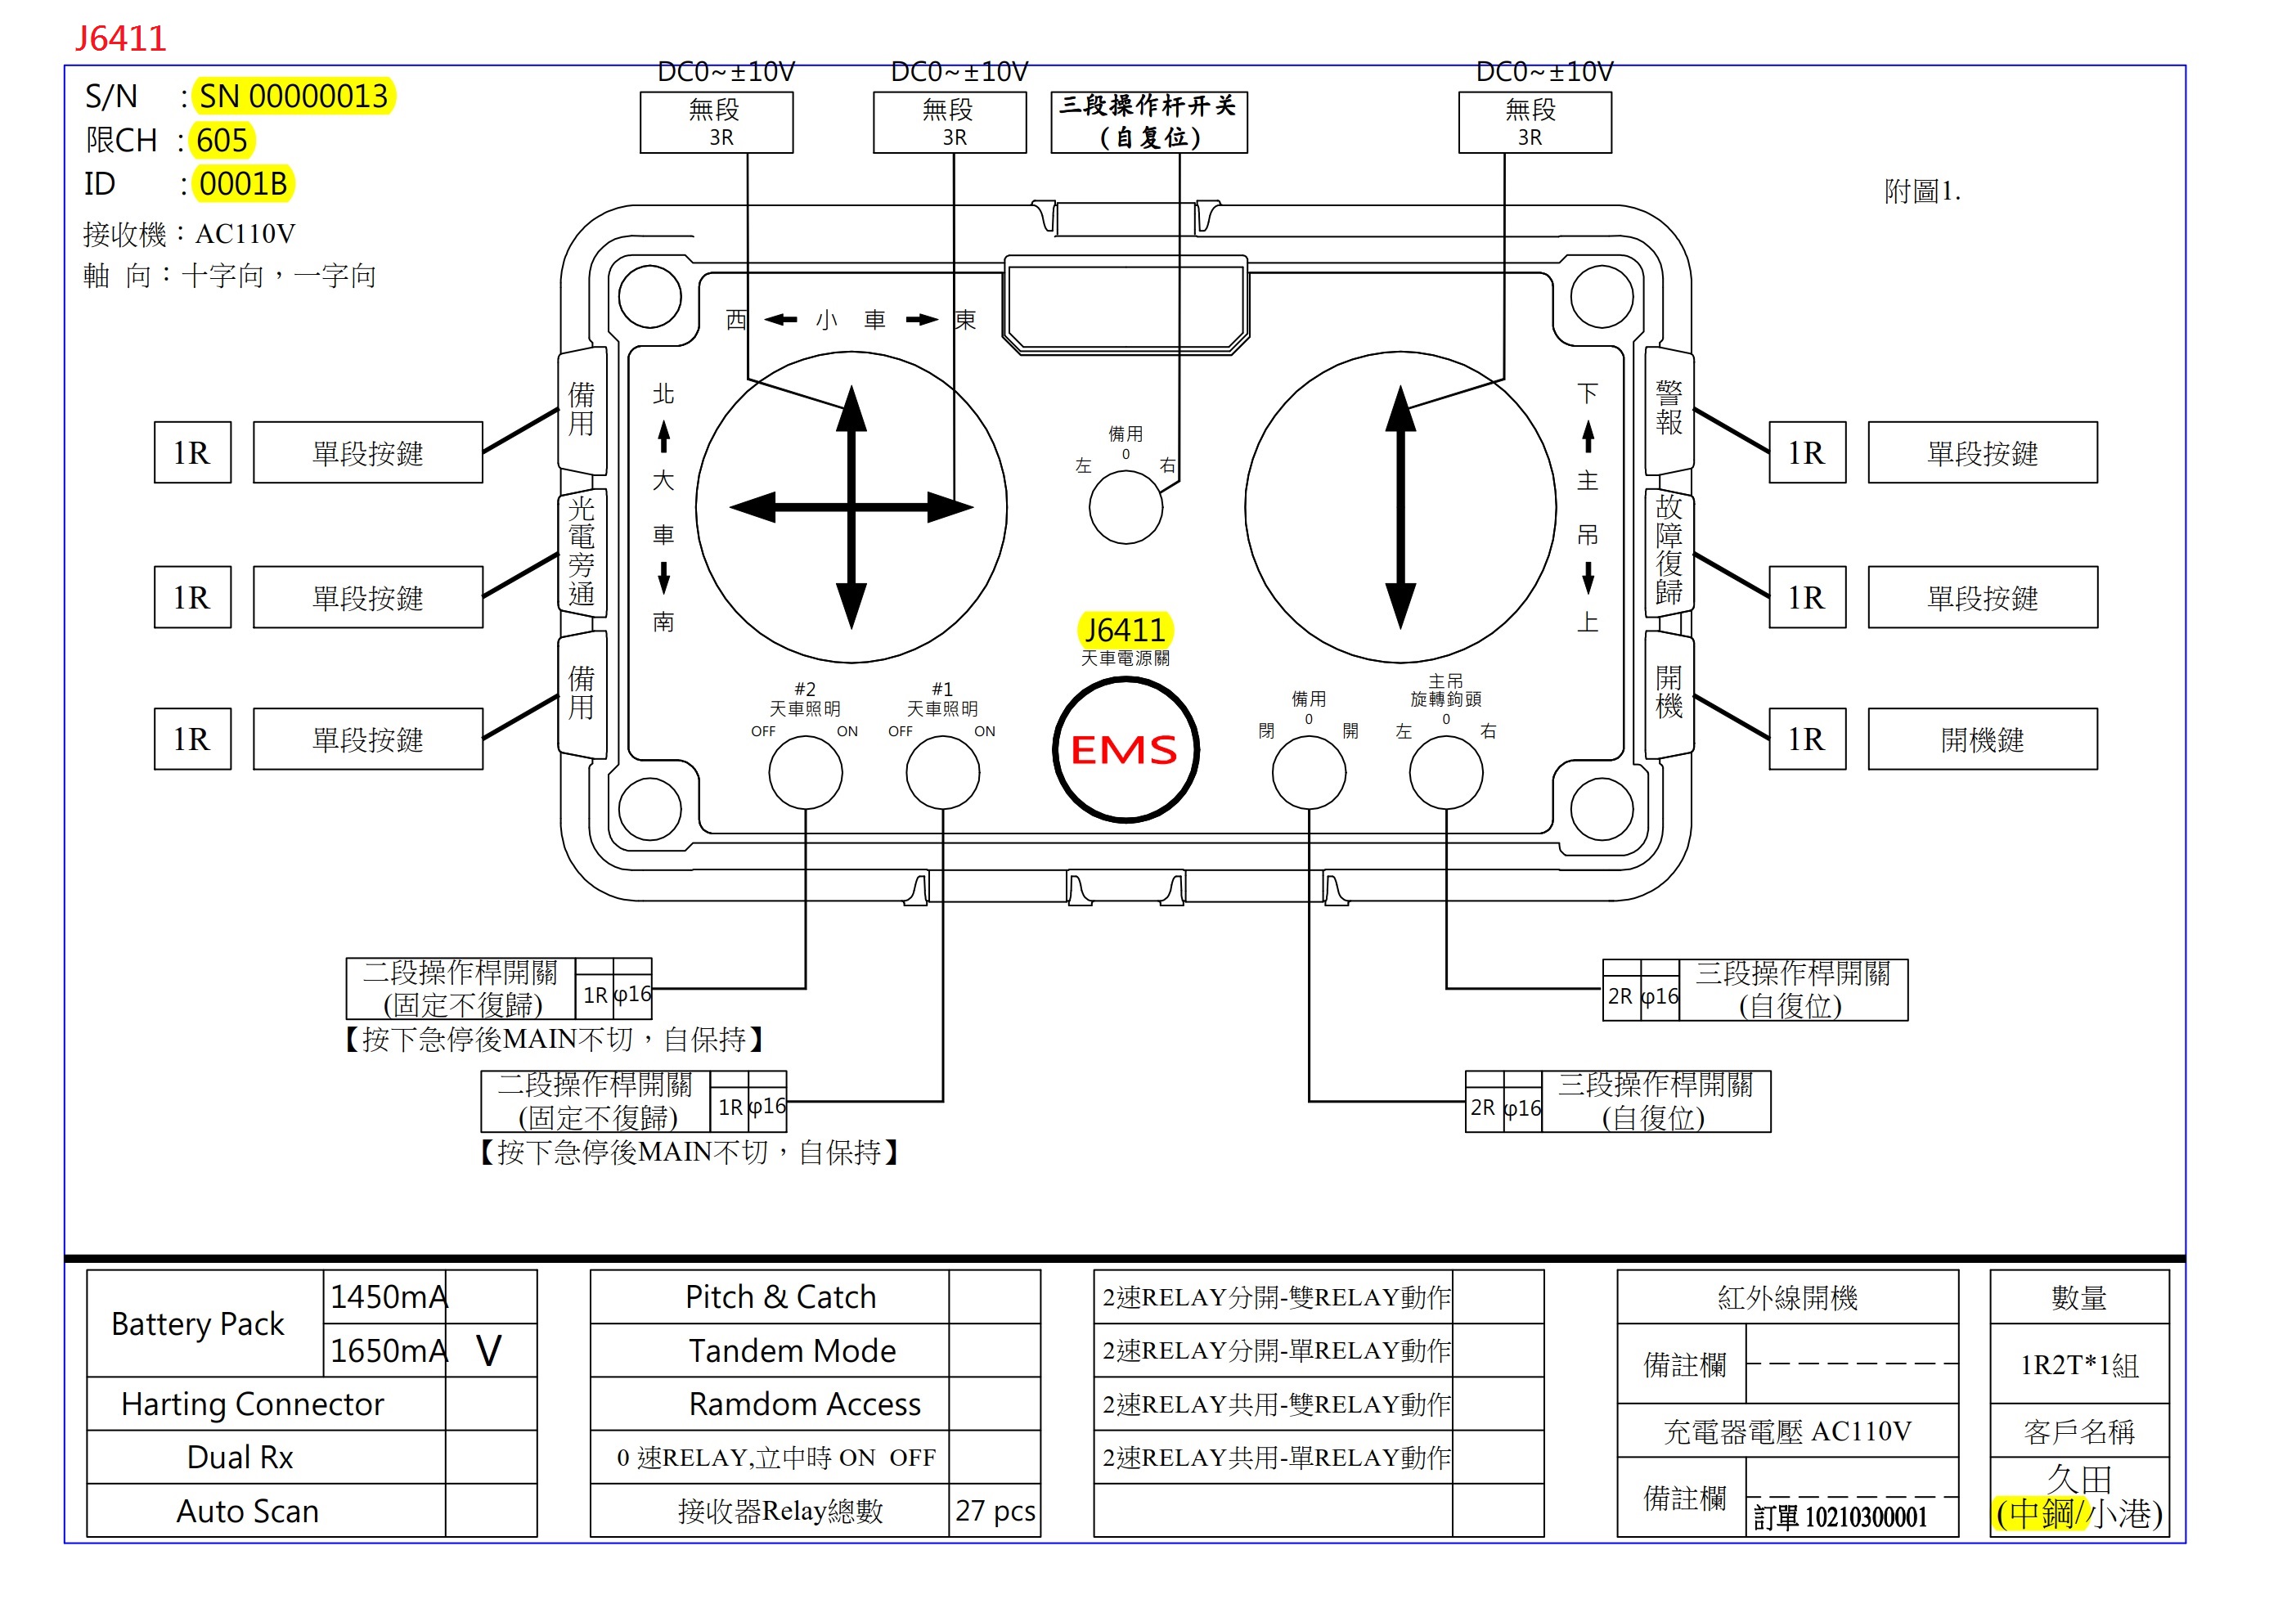 J6411
DC0~±10V
DC0~±10V
DC0~±10V
S/N : SN 00000013
限CH : 605
ID : 0001B
接收機：AC110V
軸 向：十字向，一字向
無段
3R
無段
3R
三段操作杆开关
(自复位)
無段
3R
附圖1.
西 小 車 東
北
大
車
南
備用
0
左 右
下
主
吊
上
備用
光電旁通
備用
警報
故障復歸
開機
1R 單段按鍵
1R 單段按鍵
1R 單段按鍵
1R 單段按鍵
1R 單段按鍵
1R 開機鍵
J6411
天車電源關
EMS
#2
天車照明
OFF ON
#1
天車照明
OFF ON
備用
0
閉 開
主吊
旋轉鉤頭
0
左 右
二段操作桿開關
(固定不復歸)
1R φ16
【按下急停後MAIN不切，自保持】
二段操作桿開關
(固定不復歸)
1R φ16
【按下急停後MAIN不切，自保持】
2R φ16
三段操作桿開關
(自復位)
2R φ16
三段操作桿開關
(自復位)
Battery Pack
1450mA
1650mA V
Harting Connector
Dual Rx
Auto Scan
Pitch & Catch
Tandem Mode
Ramdom Access
0 速RELAY,立中時 ON OFF
接收器Relay總數 27 pcs
2速RELAY分開-雙RELAY動作
2速RELAY分開-單RELAY動作
2速RELAY共用-雙RELAY動作
2速RELAY共用-單RELAY動作
紅外線開機
備註欄
充電器電壓 AC110V
備註欄
訂單 10210300001
數量
1R2T*1組
客戶名稱
久田
(中鋼/小港)